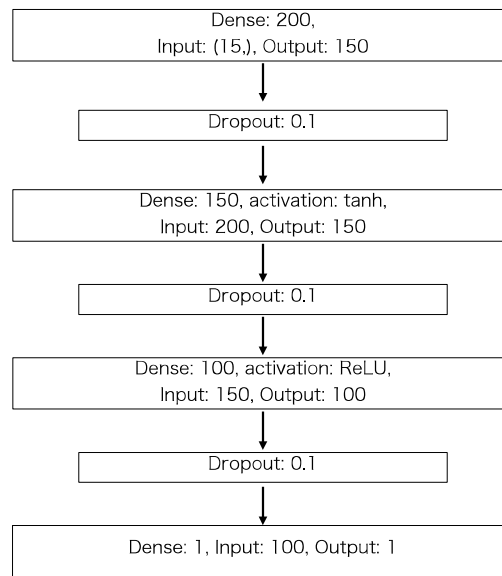 Dense: 200,
Input: (15,), Output: 150
Dropout: 0.1
Dense: 150, activation: tanh,
Input: 200, Output: 150
Dropout: 0.1
Dense: 100, activation: ReLU,
Input: 150, Output: 100
Dropout: 0.1
Dense: 1, Input: 100, Output: 1